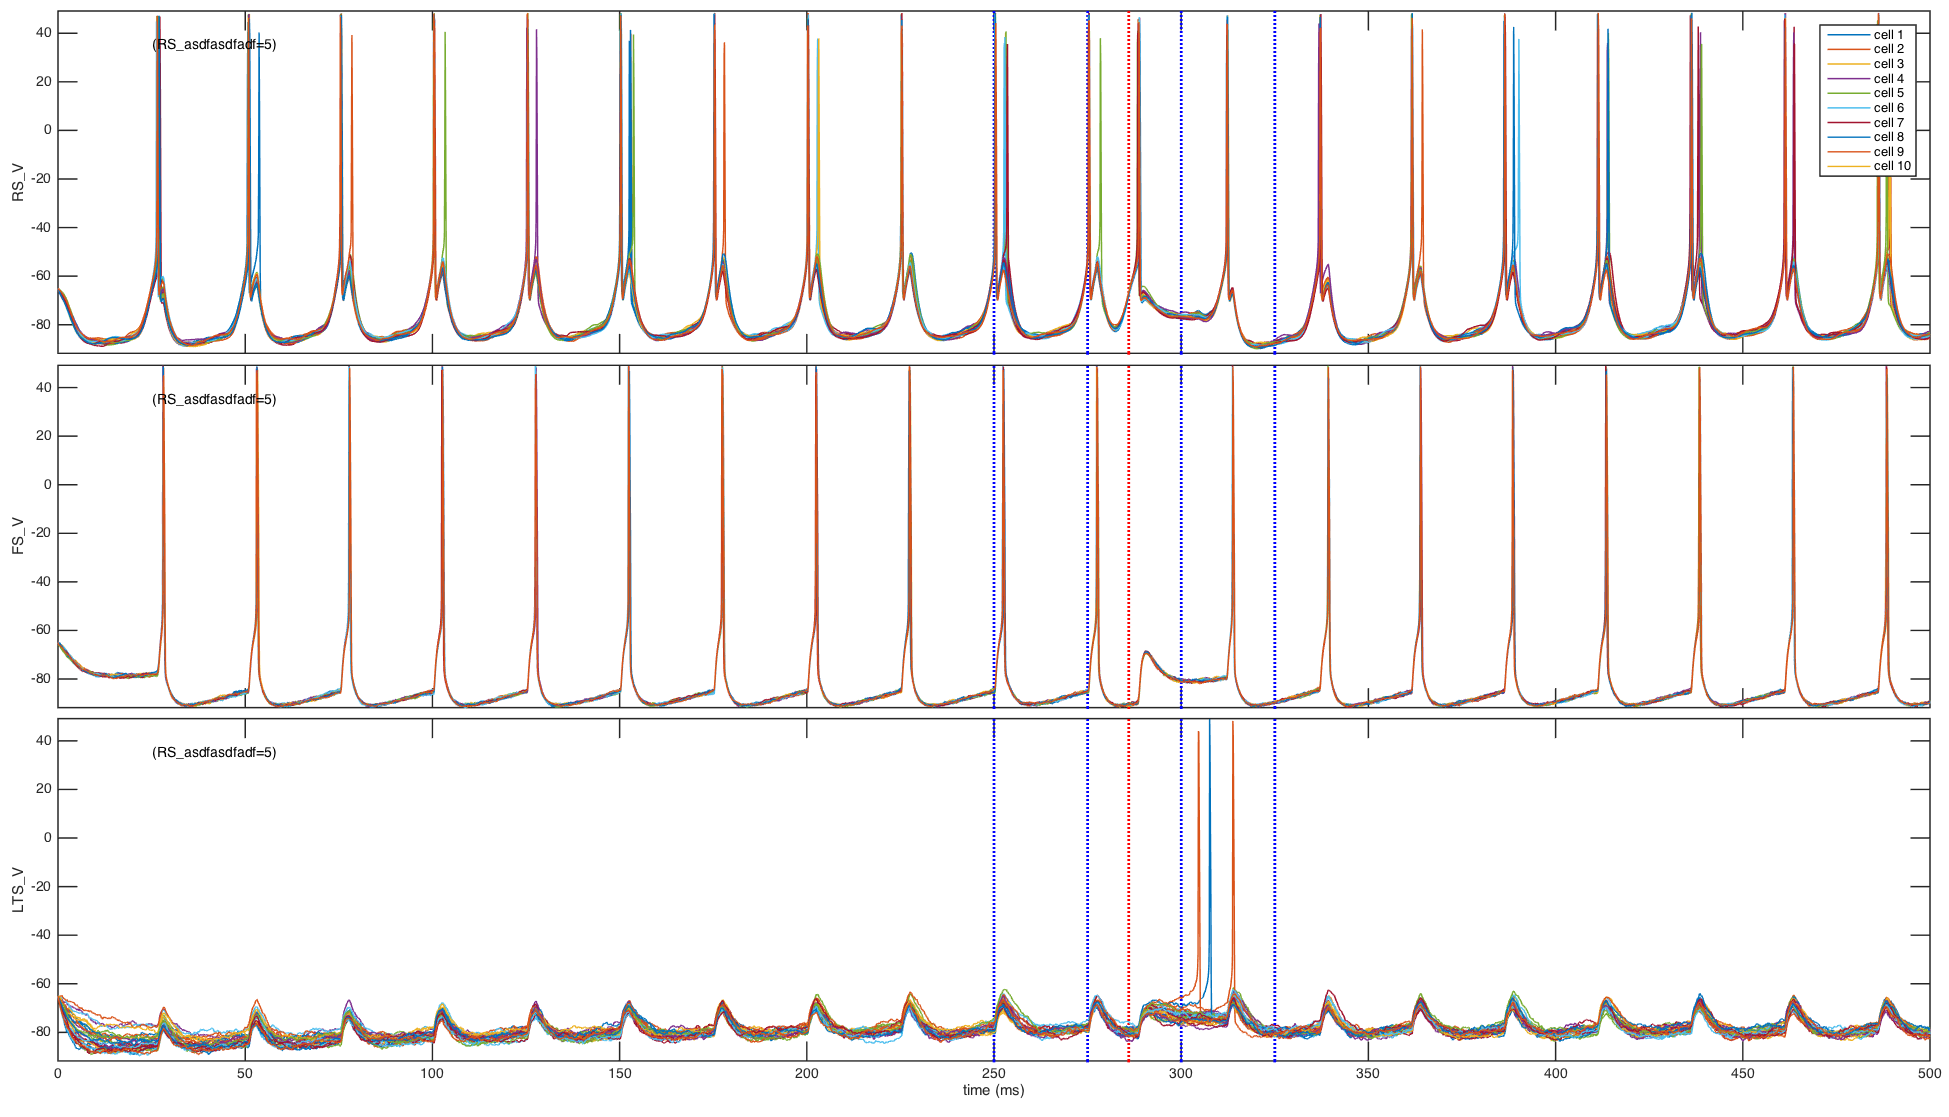 40
20
0
-20
-40
-60
-80
RS_V
(RS_asdfasdfadf=5)
cell 1
cell 2
cell 3
cell 4
cell 5
cell 6
cell 7
cell 8
cell 9
cell 10
40
20
0
-20
-40
-60
-80
FS_V
(RS_asdfasdfadf=5)
40
20
0
-20
-40
-60
-80
LTS_V
(RS_asdfasdfadf=5)
0 50 100 150 200 250 300 350 400 450 500
time (ms)